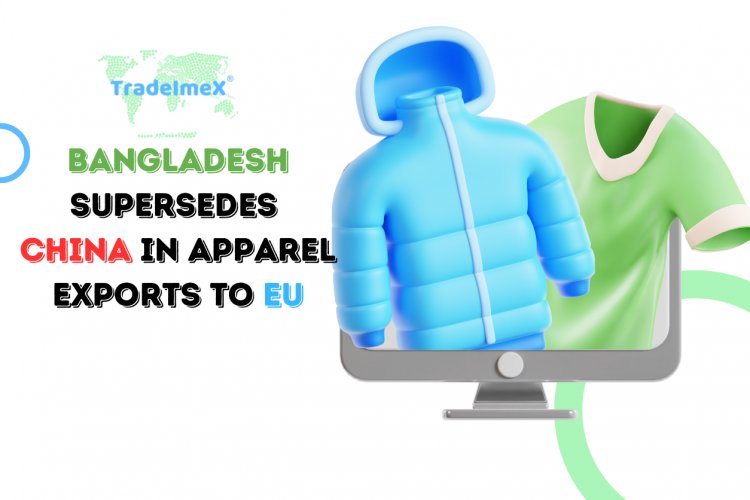 TradeImeX®
BANGLADESH
SUPERSEDES
CHINA IN APPAREL
EXPORTS TO EU